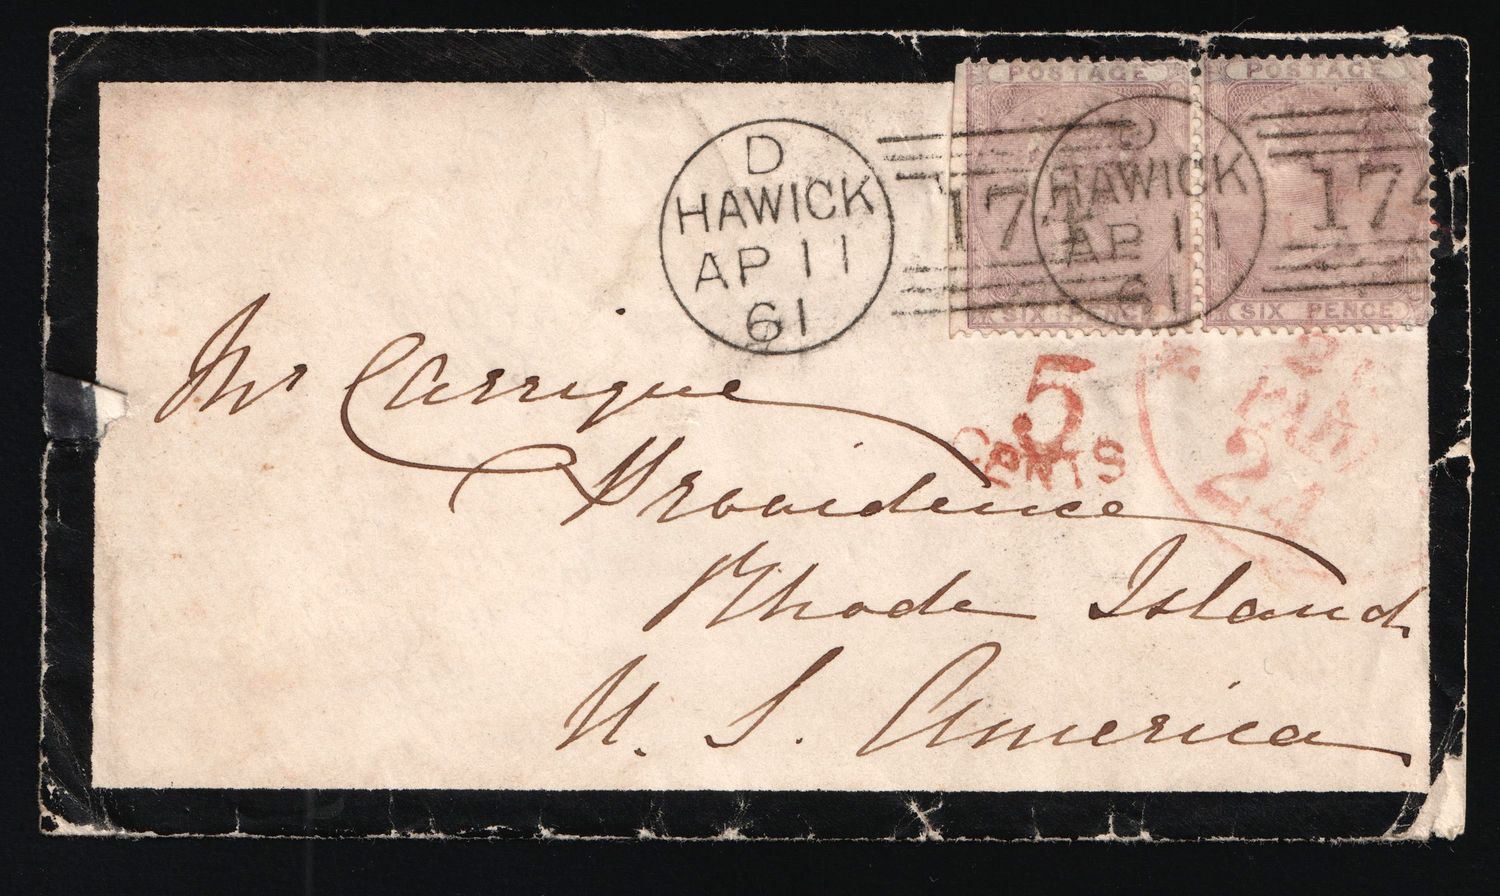 POSTAGE POSTAGE
D
HAWICK
AP 11
61
174
D
HAWICK
AP 11
61
174
SIX PENCE SIX PENCE
5
CENTS
24
Mr Carrique
Providence
Rhode Island
U. S. America